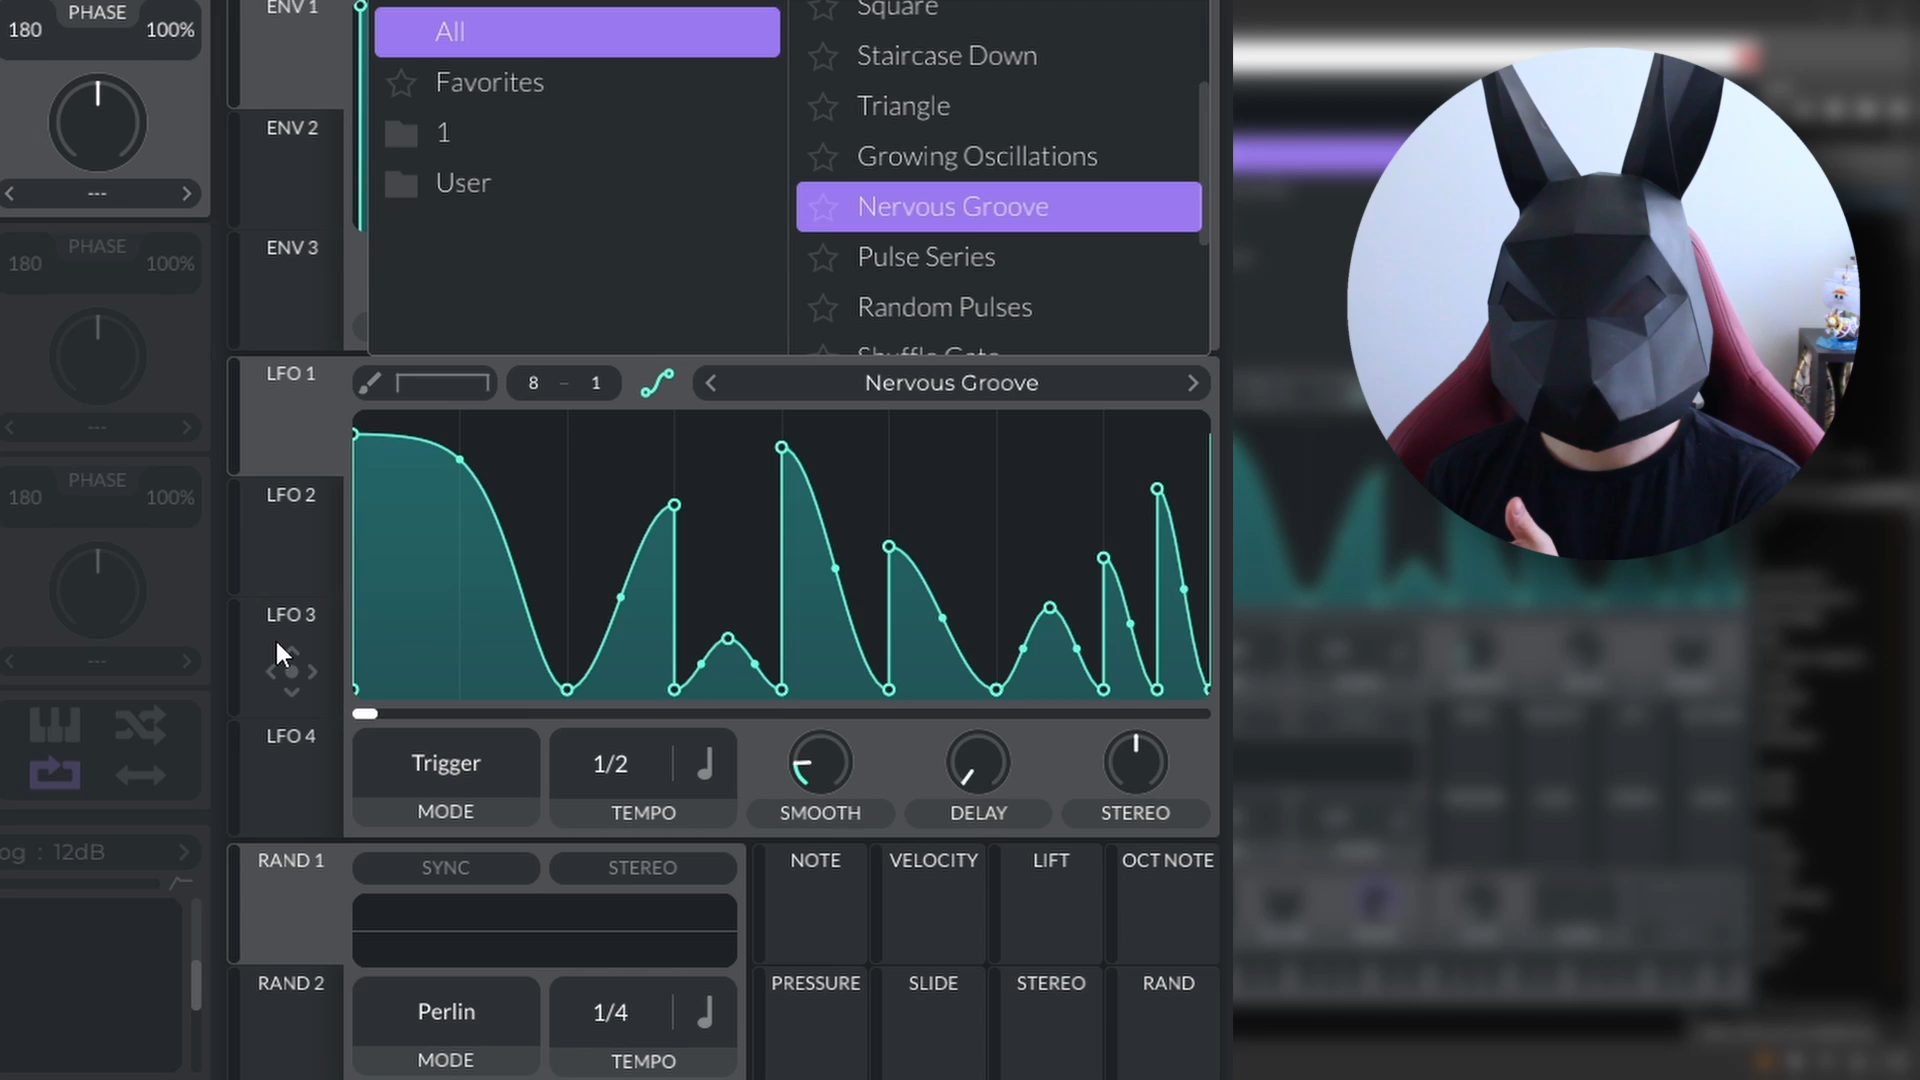 PHASE
180 100%
---
PHASE
180 100%
---
PHASE
180 100%
---
og : 12dB
ENV 1
ENV 2
ENV 3
All
Favorites
1
User
Square
Staircase Down
Triangle
Growing Oscillations
Nervous Groove
Pulse Series
Random Pulses
Shuffle Gate
LFO 1
LFO 2
LFO 3
LFO 4
8 - 1
Nervous Groove
Trigger
MODE
1/2
TEMPO
SMOOTH
DELAY
STEREO
RAND 1
SYNC
STEREO
RAND 2
Perlin
MODE
1/4
TEMPO
NOTE
VELOCITY
LIFT
OCT NOTE
PRESSURE
SLIDE
STEREO
RAND